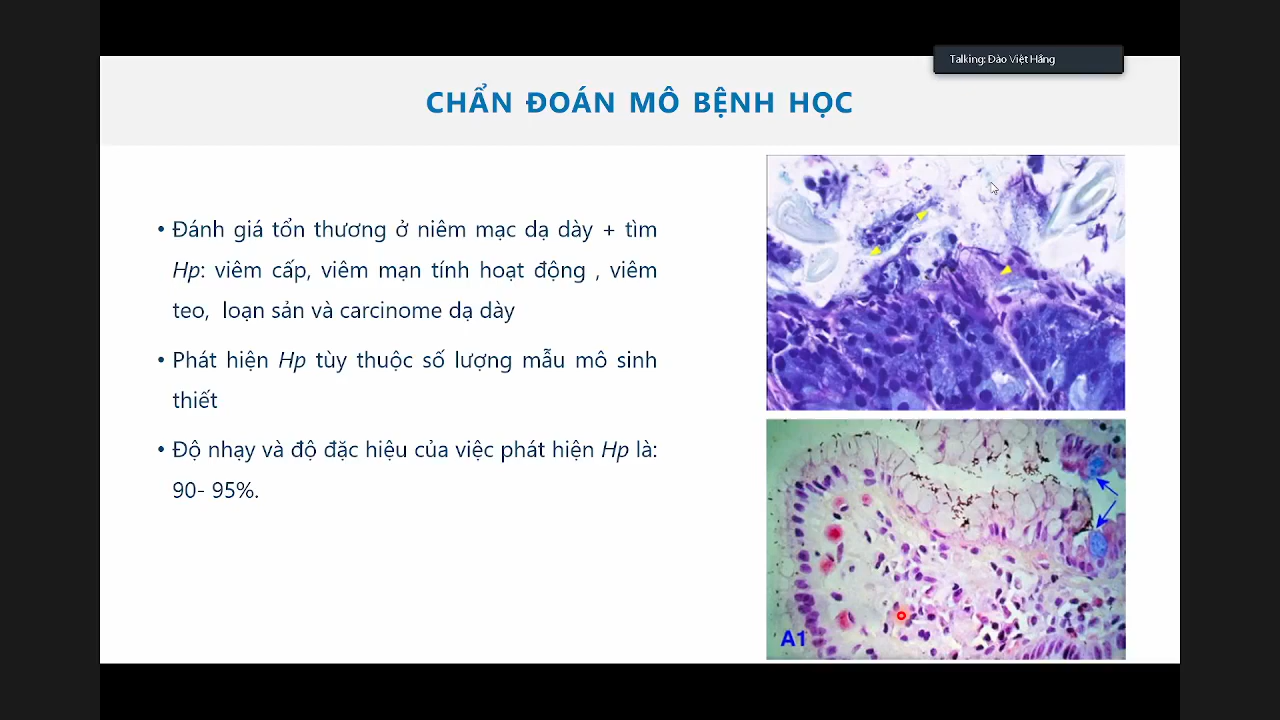 Talking: Đào Việt Hằng
CHẨN ĐOÁN MÔ BỆNH HỌC
• Đánh giá tổn thương ở niêm mạc dạ dày + tìm
Hp: viêm cấp, viêm mạn tính hoạt động , viêm
teo, loạn sản và carcinome dạ dày
• Phát hiện Hp tùy thuộc số lượng mẫu mô sinh
thiết
• Độ nhạy và độ đặc hiệu của việc phát hiện Hp là:
90- 95%.
A1